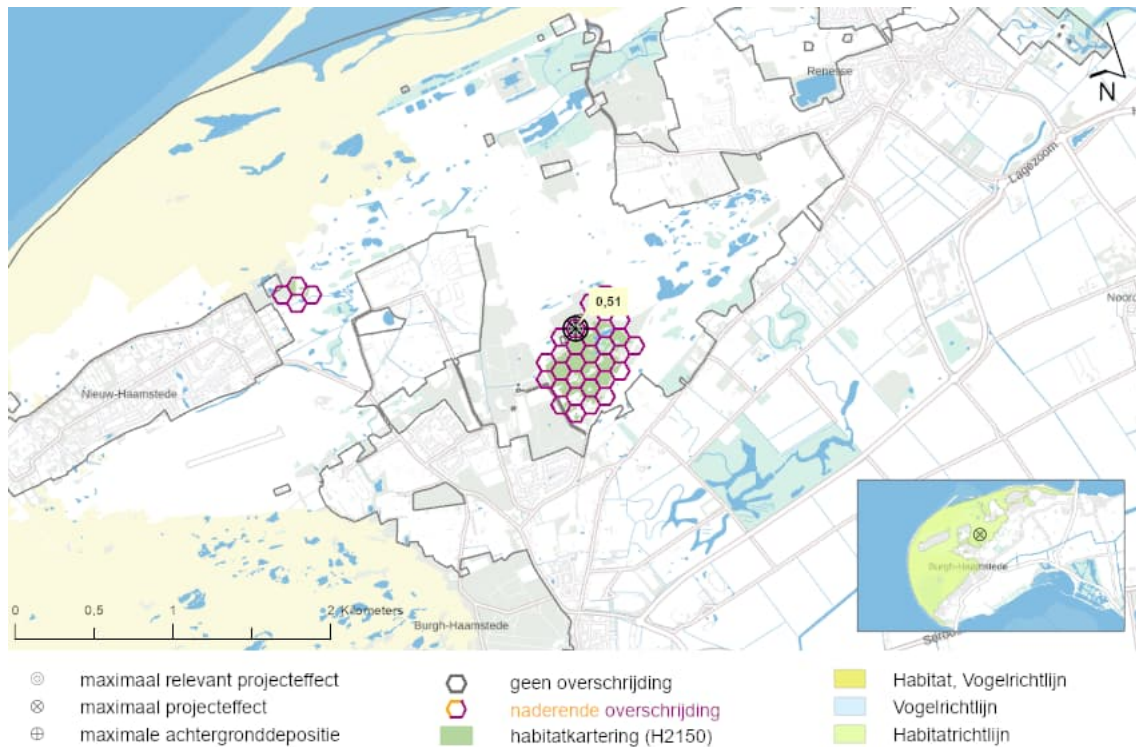 Renesse
N
Lagezoom
0,51
Noord
Nieuw-Haamstede
Burgh-Haamstede
0 0,5 1 2 Kilometers
Burgh-Haamstede
maximaal relevant projecteffect
maximaal projecteffect
maximale achtergronddepositie
geen overschrijding
naderende overschrijding
habitatkartering (H2150)
Habitat, Vogelrichtlijn
Vogelrichtlijn
Habitatrichtlijn